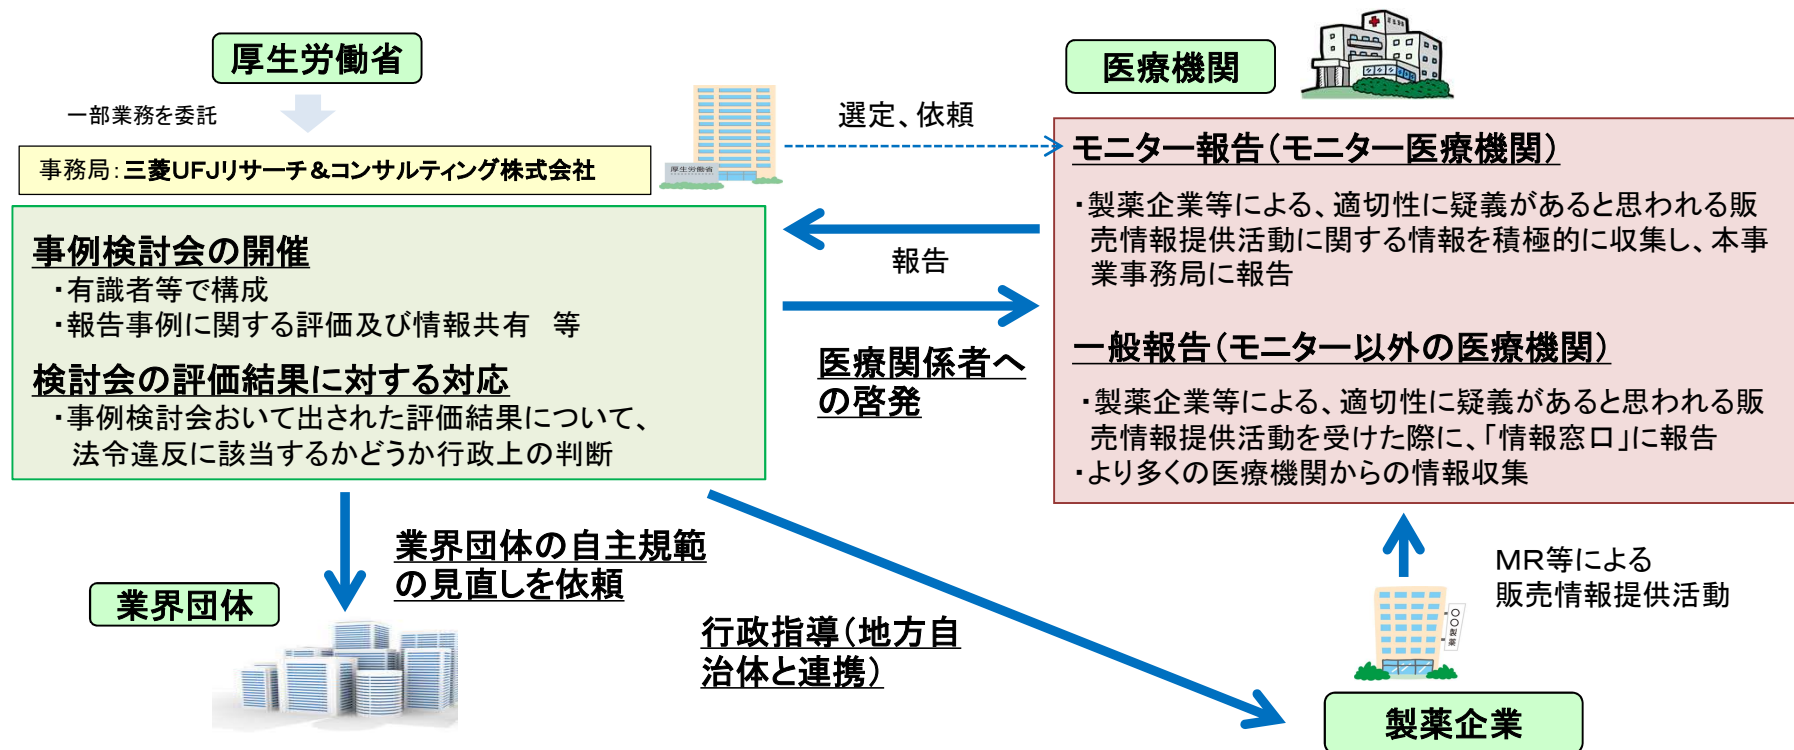 厚生労働省
一部業務を委託
事務局：三菱UFJリサーチ＆コンサルティング株式会社
厚生労働省
事例検討会の開催
・有識者等で構成
・報告事例に関する評価及び情報共有　等
検討会の評価結果に対する対応
・事例検討会おいて出された評価結果について、
法令違反に該当するかどうか行政上の判断
選定、依頼
報告
医療関係者へ
の啓発
医療機関
モニター報告（モニター医療機関）
・製薬企業等による、適切性に疑義があると思われる販
売情報提供活動に関する情報を積極的に収集し、本事
業事務局に報告
一般報告（モニター以外の医療機関）
・製薬企業等による、適切性に疑義があると思われる販
売情報提供活動を受けた際に、「情報窓口」に報告
・より多くの医療機関からの情報収集
業界団体の自主規範
の見直しを依頼
業界団体
行政指導（地方自
治体と連携）
MR等による
販売情報提供活動
〇〇製薬
製薬企業